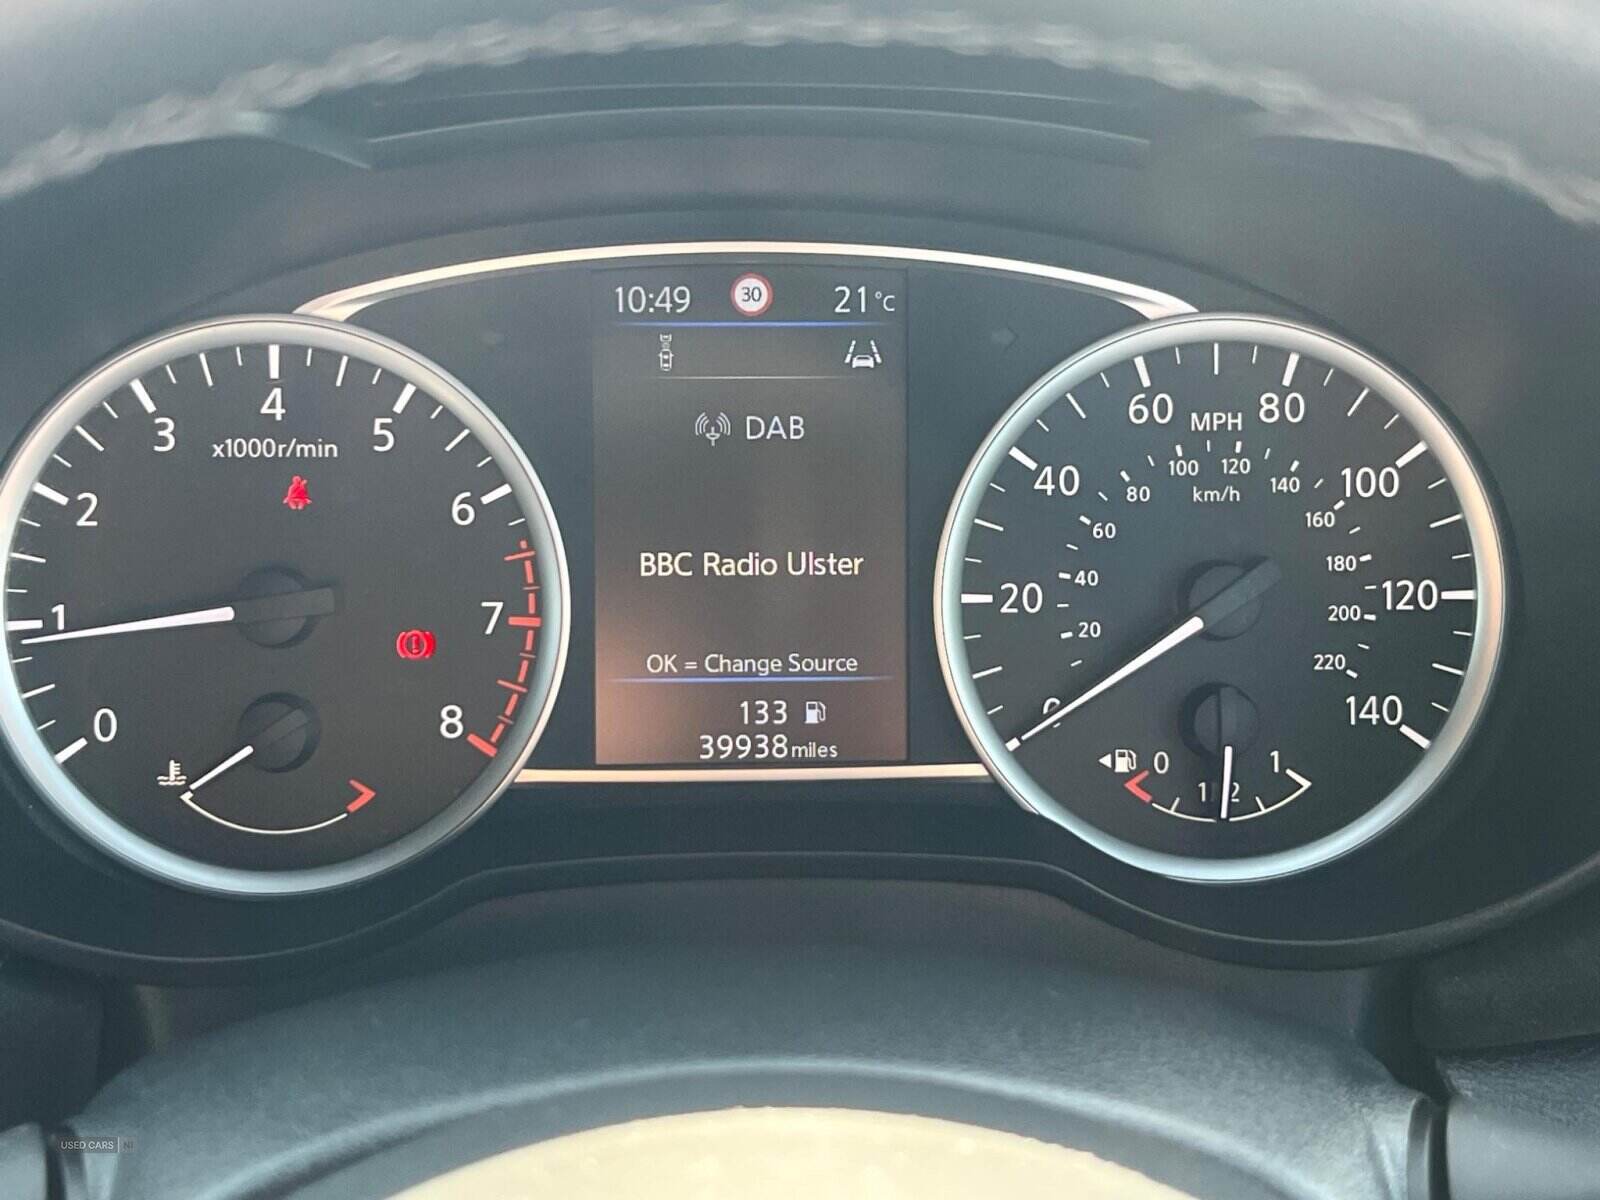 10:49 30 21°C
DAB
BBC Radio Ulster
OK = Change Source
133
39938 miles
0 1 2 3 4 5 6 7 8
x1000r/min
0 20 40 60 80 100 120 140
MPH
20 40 60 80 100 120 140 160 180 200 220
km/h
0 1
USED CARS NI